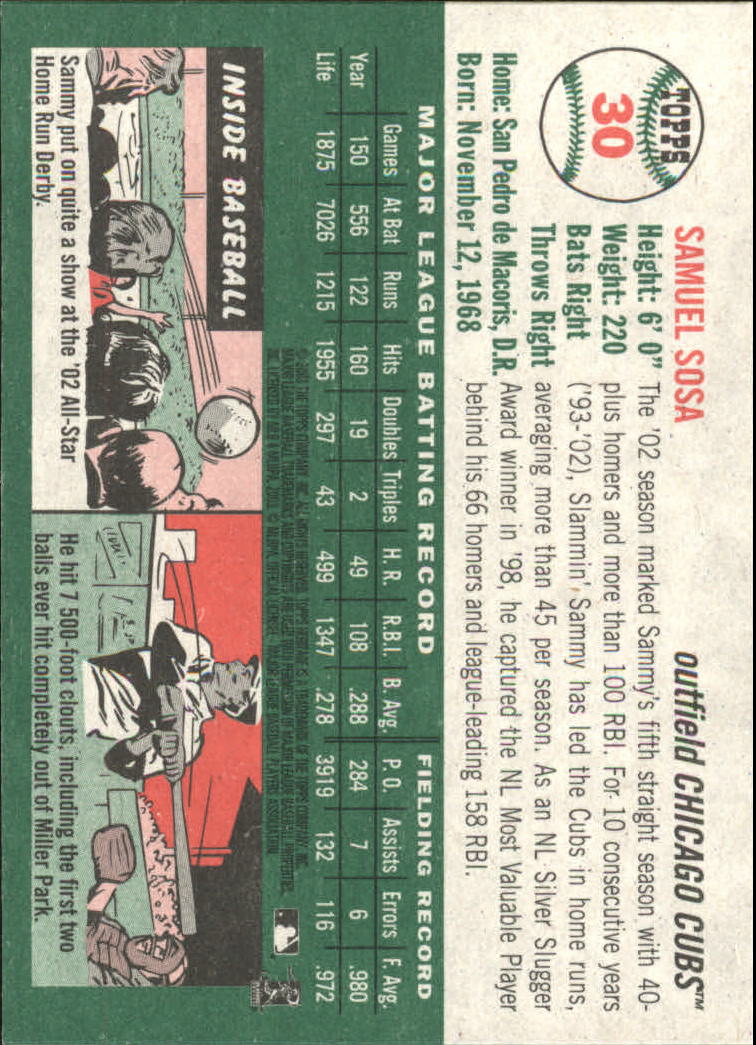 TOPPS
30
SAMUEL SOSA
outfield CHICAGO CUBS™
Height: 6' 0"
Weight: 220
Bats Right
Throws Right
Home: San Pedro de Macoris, D.R.
Born: November 12, 1968
The '02 season marked Sammy's fifth straight season with 40-
plus homers and more than 100 RBI. For 10 consecutive years
('93-'02), Slammin' Sammy has led the Cubs in home runs,
averaging more than 45 per season. As an NL Silver Slugger
Award winner in '98, he captured the NL Most Valuable Player
behind his 66 homers and league-leading 158 RBI.
MAJOR LEAGUE BATTING RECORD FIELDING RECORD
Games At Bat Runs Hits Doubles Triples H. R. R.B.I. B. Avg. P. O. Assists Errors F. Avg.
Year 150 556 122 160 19 2 49 108 .288 284 7 6 .980
Life 1875 7026 1215 1955 297 43 499 1347 .278 3919 132 116 .972
INSIDE BASEBALL
Sammy put on quite a show at the '02 All-Star
Home Run Derby.
He hit 7 500-foot clouts, including the first two
balls ever hit completely out of Miller Park.